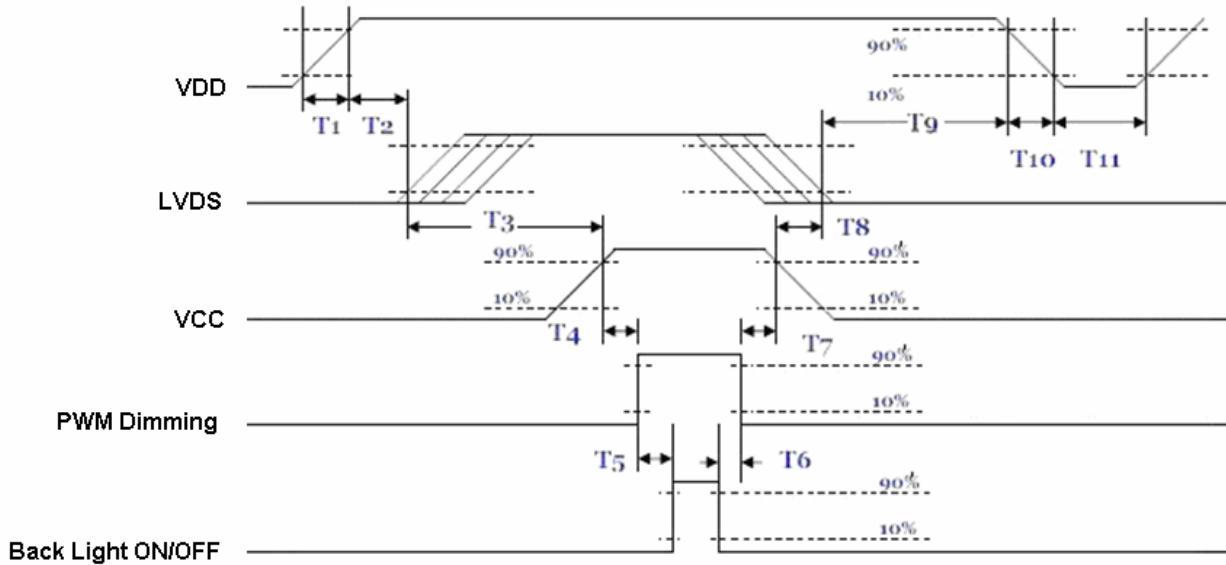 90%
VDD
10%
T1
T2
T9
T10
T11
LVDS
T3
T8
90%
90%
10%
10%
VCC
T4
T7
90%
10%
PWM Dimming
T5
T6
90%
10%
Back Light ON/OFF